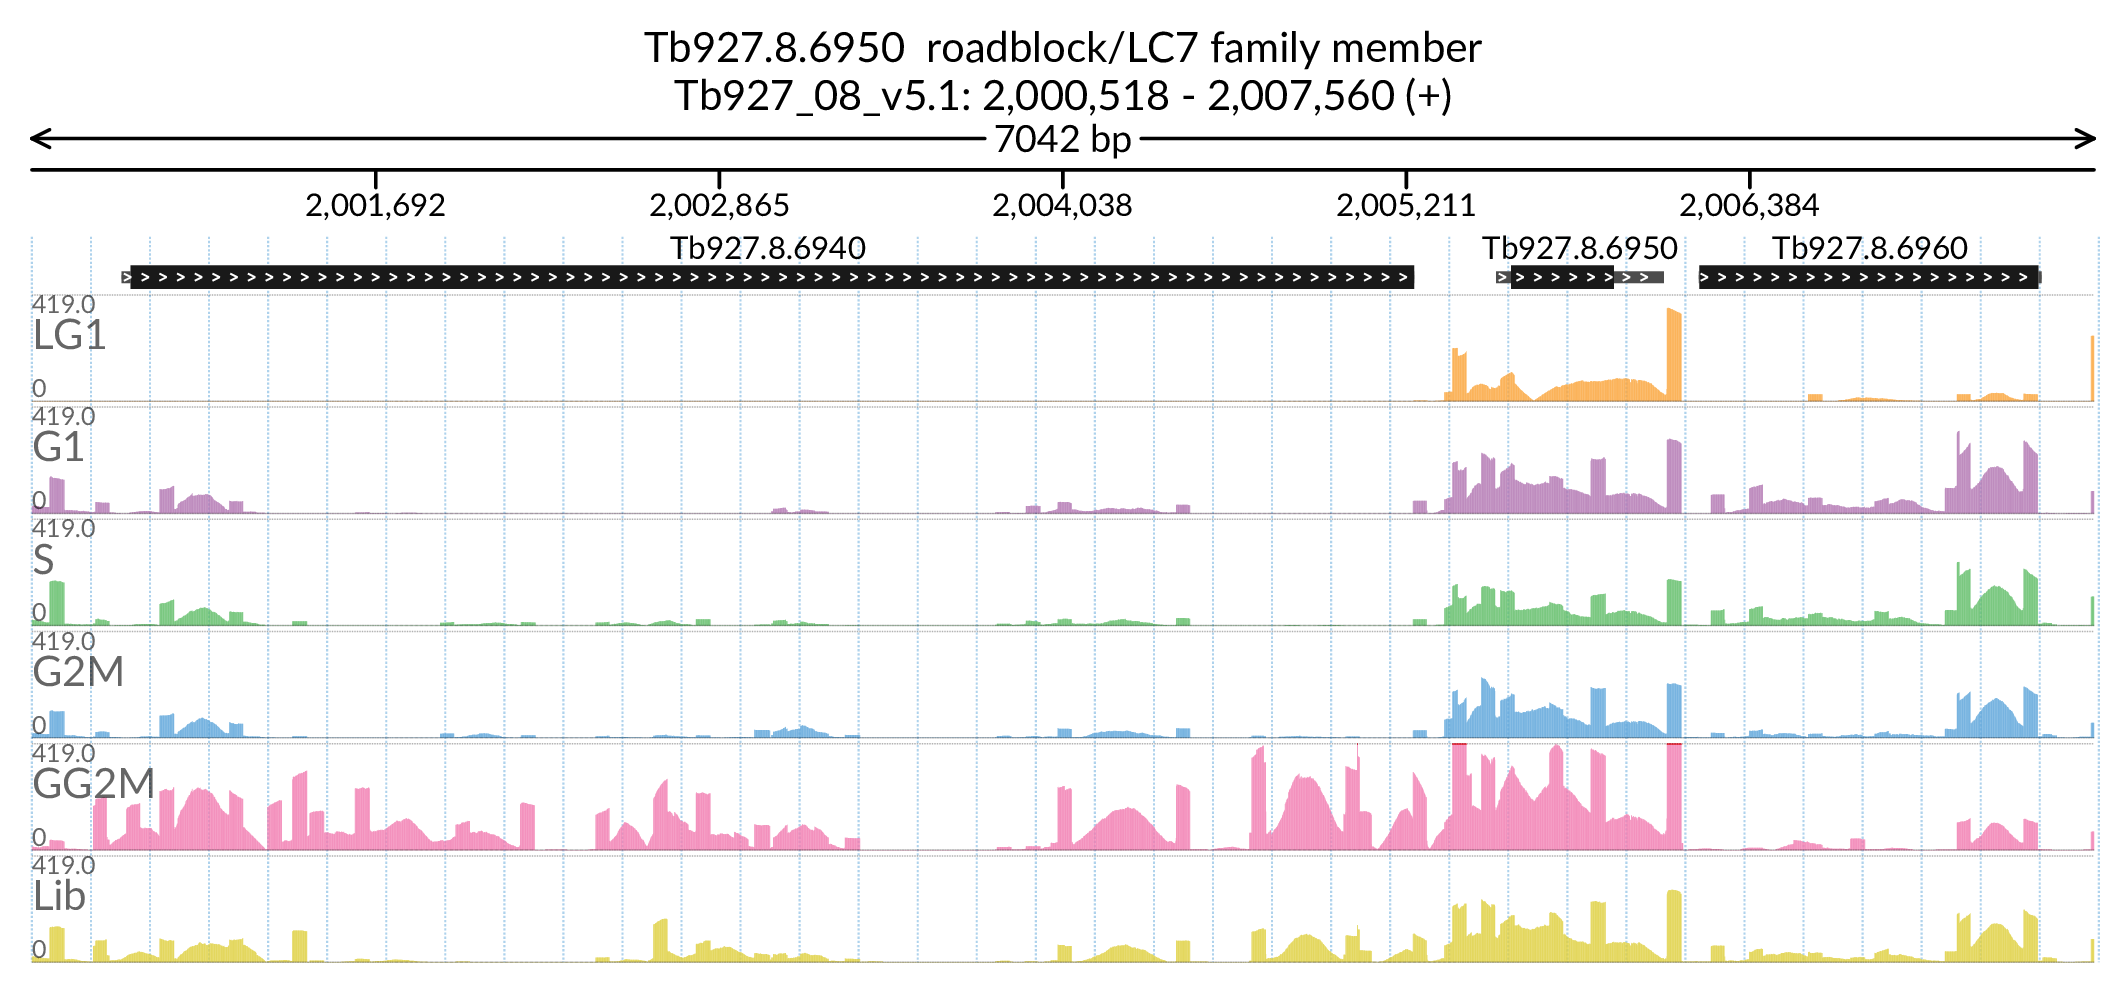 Tb927.8.6950  roadblock/LC7 family member
Tb927_08_v5.1: 2,000,518 - 2,007,560 (+)
7042 bp
2,001,692 2,002,865 2,004,038 2,005,211 2,006,384
Tb927.8.6940 Tb927.8.6950 Tb927.8.6960
419.0
LG1
0
419.0
G1
0
419.0
S
0
419.0
G2M
0
419.0
GG2M
0
419.0
Lib
0